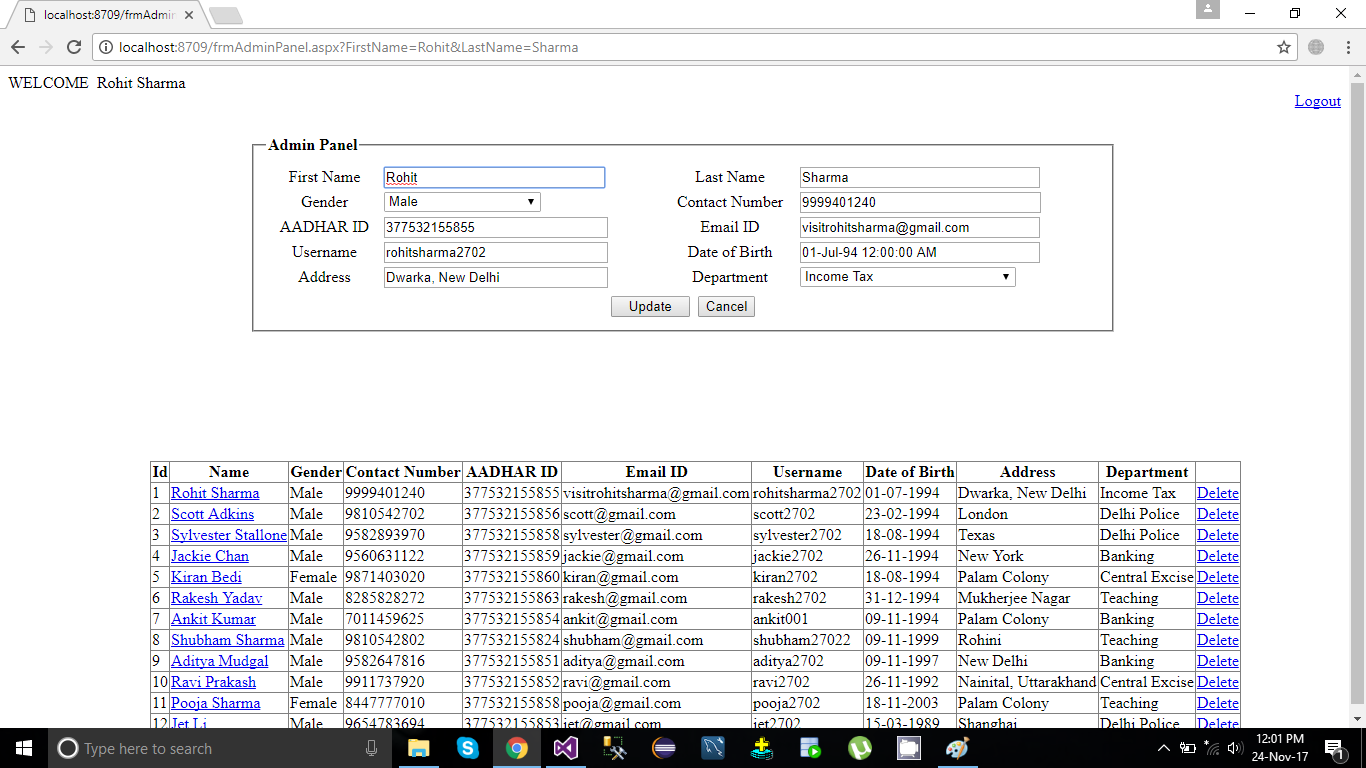 localhost:8709/frmAdmin
localhost:8709/frmAdminPanel.aspx?FirstName=Rohit&LastName=Sharma
WELCOME Rohit Sharma
Logout
Admin Panel
First Name Rohit Last Name Sharma
Gender Male Contact Number 9999401240
AADHAR ID 377532155855 Email ID visitrohitsharma@gmail.com
Username rohitsharma2702 Date of Birth 01-Jul-94 12:00:00 AM
Address Dwarka, New Delhi Department Income Tax
Update Cancel
Id Name Gender Contact Number AADHAR ID Email ID Username Date of Birth Address Department
1 Rohit Sharma Male 9999401240 377532155855 visitrohitsharma@gmail.com rohitsharma2702 01-07-1994 Dwarka, New Delhi Income Tax Delete
2 Scott Adkins Male 9810542702 377532155856 scott@gmail.com scott2702 23-02-1994 London Delhi Police Delete
3 Sylvester Stallone Male 9582893970 377532155858 sylvester@gmail.com sylvester2702 18-08-1994 Texas Delhi Police Delete
4 Jackie Chan Male 9560631122 377532155859 jackie@gmail.com jackie2702 26-11-1994 New York Banking Delete
5 Kiran Bedi Female 9871403020 377532155860 kiran@gmail.com kiran2702 18-08-1994 Palam Colony Central Excise Delete
6 Rakesh Yadav Male 8285828272 377532155863 rakesh@gmail.com rakesh2702 31-12-1994 Mukherjee Nagar Teaching Delete
7 Ankit Kumar Male 7011459625 377532155854 ankit@gmail.com ankit001 09-11-1994 Palam Colony Banking Delete
8 Shubham Sharma Male 9810542802 377532155824 shubham@gmail.com shubham27022 09-11-1999 Rohini Teaching Delete
9 Aditya Mudgal Male 9582647816 377532155851 aditya@gmail.com aditya2702 09-11-1997 New Delhi Banking Delete
10 Ravi Prakash Male 9911737920 377532155852 ravi@gmail.com ravi2702 26-11-1992 Nainital, Uttarakhand Central Excise Delete
11 Pooja Sharma Female 8447777010 377532155858 pooja@gmail.com pooja2702 18-11-2003 Palam Colony Teaching Delete
12 Jet Li Male 9654783694 377532155853 jet@gmail.com jet2702 15-03-1989 Shanghai Delhi Police Delete
Type here to search
12:01 PM
24-Nov-17
1